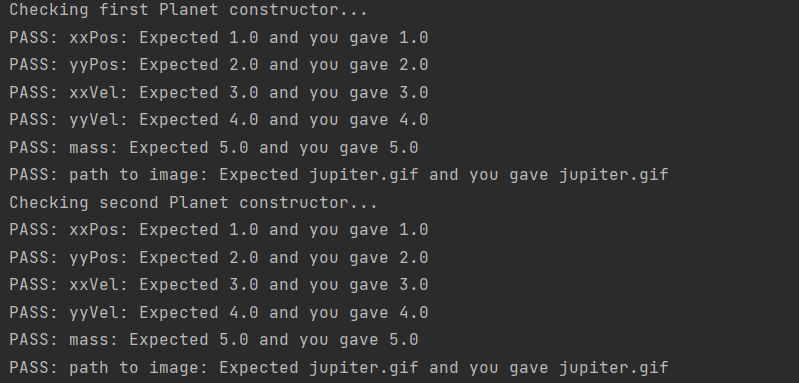 Checking first Planet constructor...
PASS: xxPos: Expected 1.0 and you gave 1.0
PASS: yyPos: Expected 2.0 and you gave 2.0
PASS: xxVel: Expected 3.0 and you gave 3.0
PASS: yyVel: Expected 4.0 and you gave 4.0
PASS: mass: Expected 5.0 and you gave 5.0
PASS: path to image: Expected jupiter.gif and you gave jupiter.gif
Checking second Planet constructor...
PASS: xxPos: Expected 1.0 and you gave 1.0
PASS: yyPos: Expected 2.0 and you gave 2.0
PASS: xxVel: Expected 3.0 and you gave 3.0
PASS: yyVel: Expected 4.0 and you gave 4.0
PASS: mass: Expected 5.0 and you gave 5.0
PASS: path to image: Expected jupiter.gif and you gave jupiter.gif